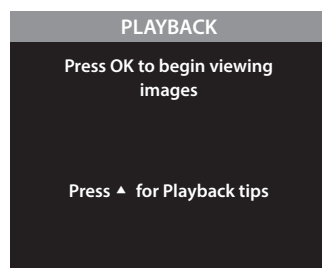 PLAYBACK
Press OK to begin viewing
images
Press ▲ for Playback tips